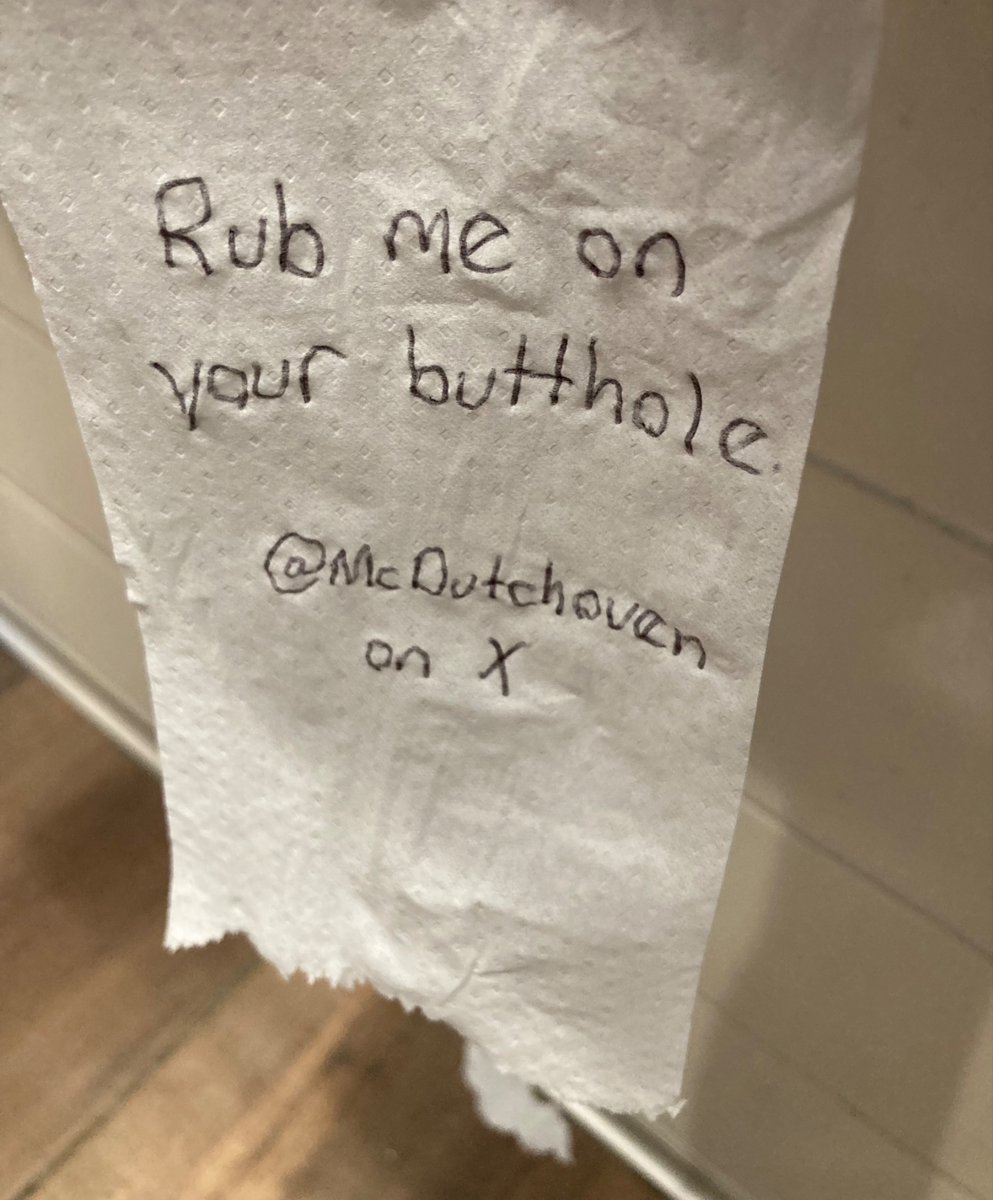 Rub me on
your butthole.
@McDutchoven
on X